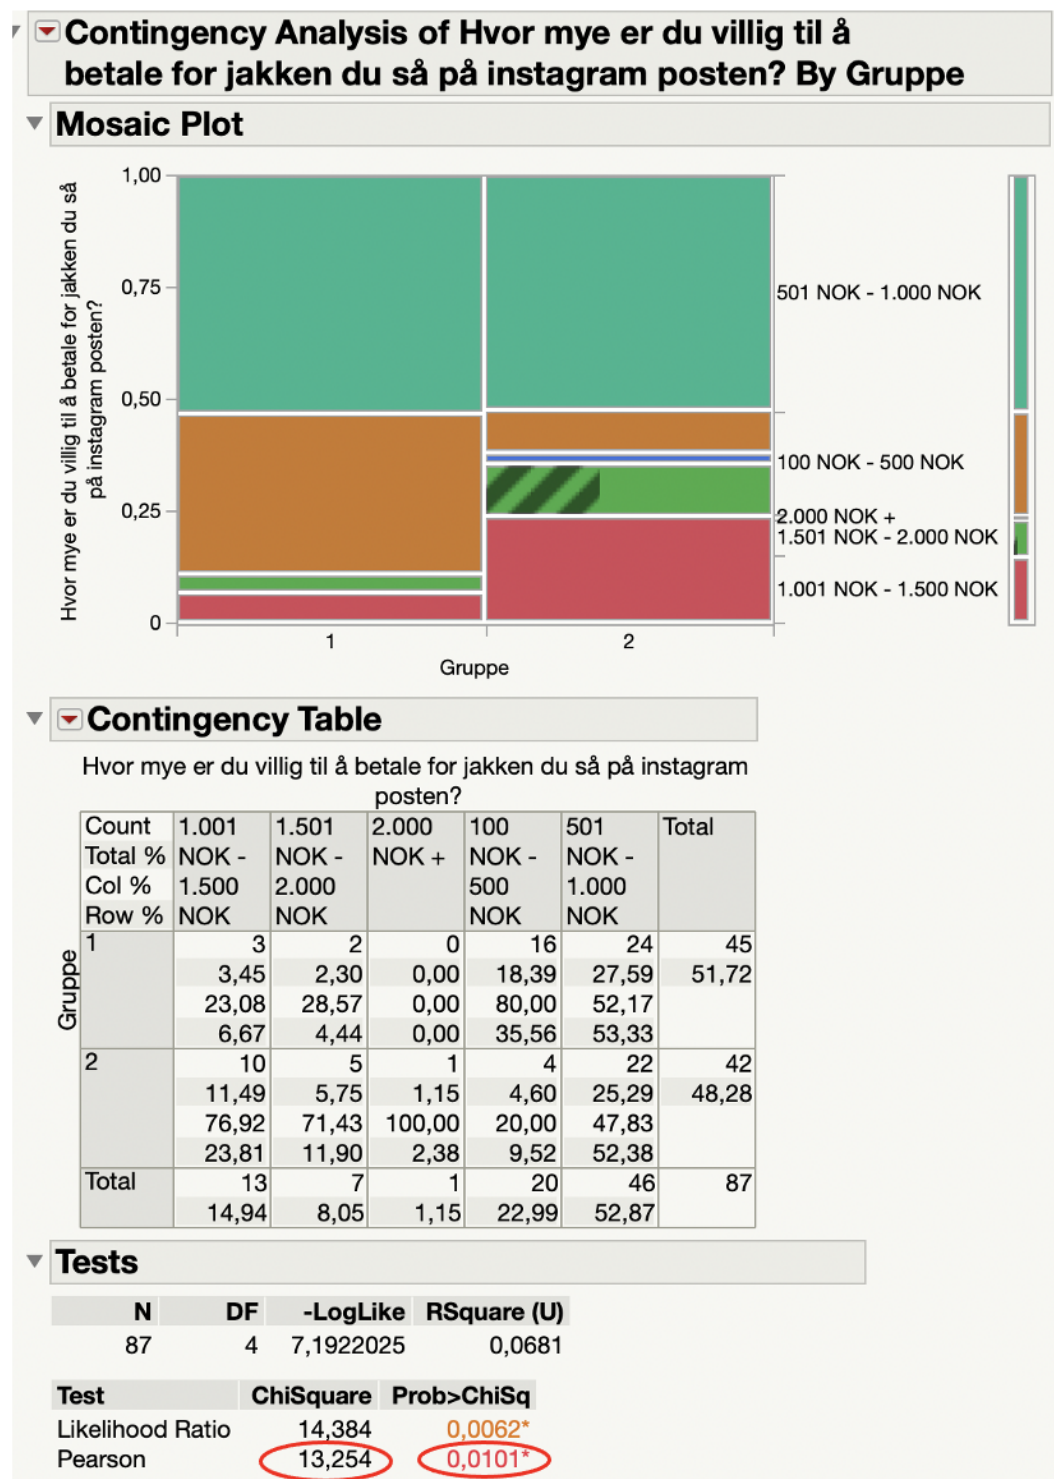 Contingency Analysis of Hvor mye er du villig til å
betale for jakken du så på instagram posten? By Gruppe
Mosaic Plot
Hvor mye er du villig til å betale for jakken du så
på instagram posten?
1,00
0,75
0,50
0,25
0
501 NOK - 1.000 NOK
100 NOK - 500 NOK
2.000 NOK +
1.501 NOK - 2.000 NOK
1.001 NOK - 1.500 NOK
1 2
Gruppe
Contingency Table
Hvor mye er du villig til å betale for jakken du så på instagram
posten?
Count 1.001 1.501 2.000 100 501 Total
Total % NOK - NOK - NOK + NOK - NOK -
Col % 1.500 2.000 500 1.000
Row % NOK NOK NOK NOK
Gruppe
1 3 2 0 16 24 45
3,45 2,30 0,00 18,39 27,59 51,72
23,08 28,57 0,00 80,00 52,17
6,67 4,44 0,00 35,56 53,33
2 10 5 1 4 22 42
11,49 5,75 1,15 4,60 25,29 48,28
76,92 71,43 100,00 20,00 47,83
23,81 11,90 2,38 9,52 52,38
Total 13 7 1 20 46 87
14,94 8,05 1,15 22,99 52,87
Tests
N DF -LogLike RSquare (U)
87 4 7,1922025 0,0681
Test ChiSquare Prob>ChiSq
Likelihood Ratio 14,384 0,0062*
Pearson 13,254 0,0101*